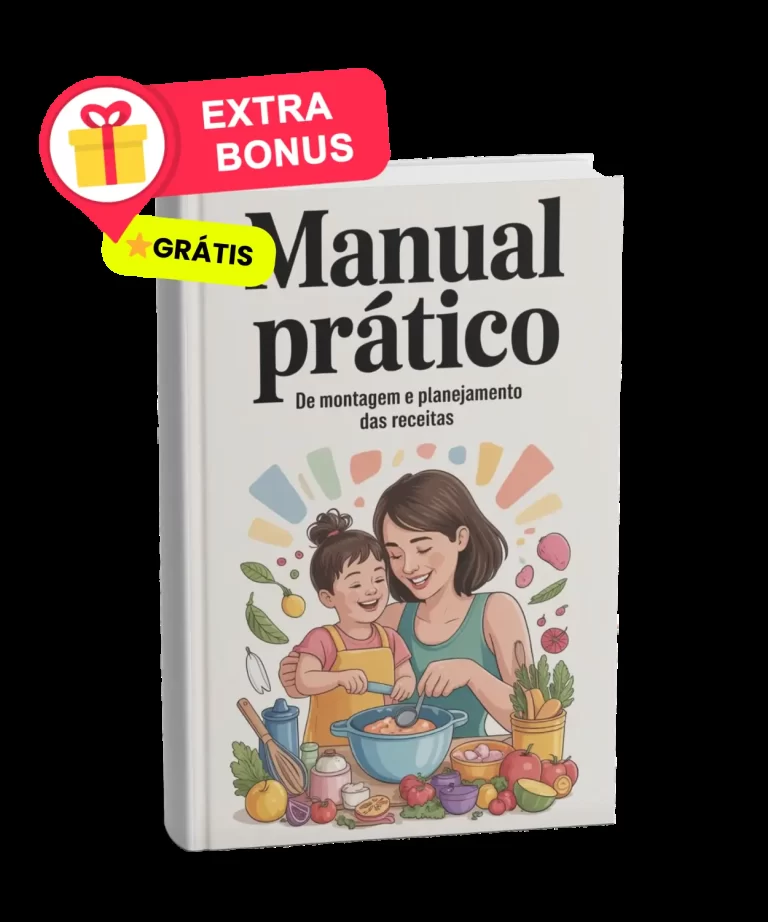 EXTRA
BONUS
GRÁTIS
Manual
prático
De montagem e planejamento
das receitas